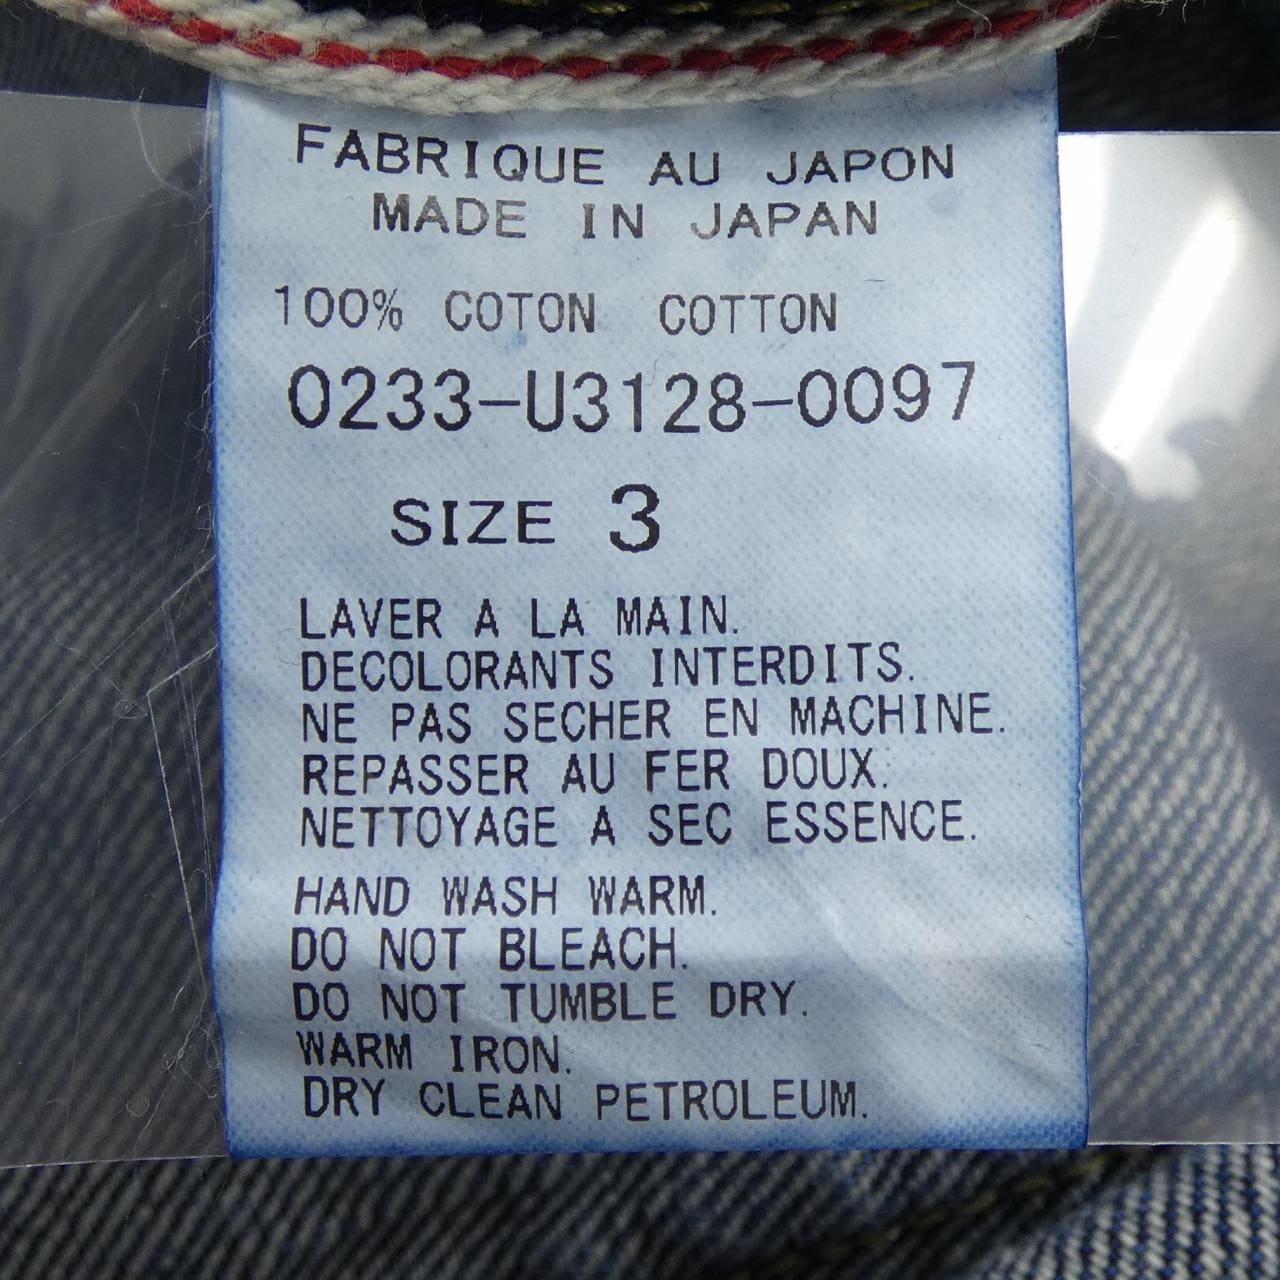 FABRIQUE AU JAPON
MADE IN JAPAN
100% COTON COTTON
0233-U3128-0097
SIZE 3
LAVER A LA MAIN.
DECOLORANTS INTERDITS.
NE PAS SECHER EN MACHINE.
REPASSER AU FER DOUX.
NETTOYAGE A SEC ESSENCE.
HAND WASH WARM.
DO NOT BLEACH.
DO NOT TUMBLE DRY.
WARM IRON.
DRY CLEAN PETROLEUM.